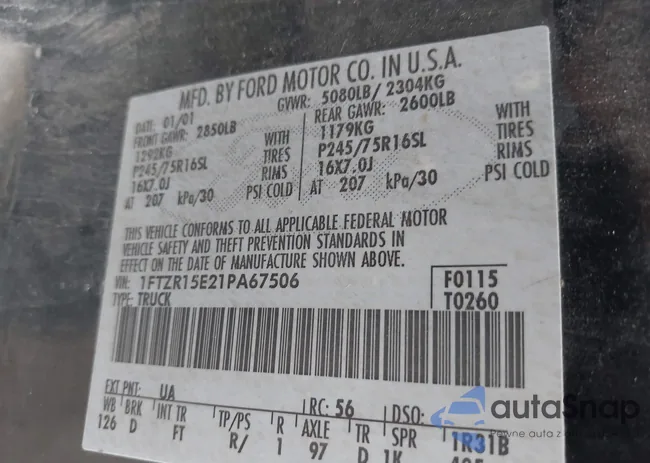 MFD. BY FORD MOTOR CO. IN U.S.A.
DATE: 01/01 GVWR: 5080LB/ 2304KG
FRONT GAWR: 2850LB REAR GAWR: 2600LB
1292KG WITH 1179KG WITH
P245/75R16SL TIRES P245/75R16SL TIRES
16X7.0J RIMS 16X7.0J RIMS
AT 207 kPa/30 PSI COLD AT 207 kPa/30 PSI COLD
THIS VEHICLE CONFORMS TO ALL APPLICABLE FEDERAL MOTOR
VEHICLE SAFETY AND THEFT PREVENTION STANDARDS IN
EFFECT ON THE DATE OF MANUFACTURE SHOWN ABOVE.
VIN: 1FTZR15E21PA67506 F0115
TYPE: TRUCK T0260
EXT PNT: UA RC: 56 DSO:
WB BRK INT TR TP/PS R AXLE TR SPR 1R31B
126 D FT R/ 1 97 D 1K
autoSnap
Pewne auto z